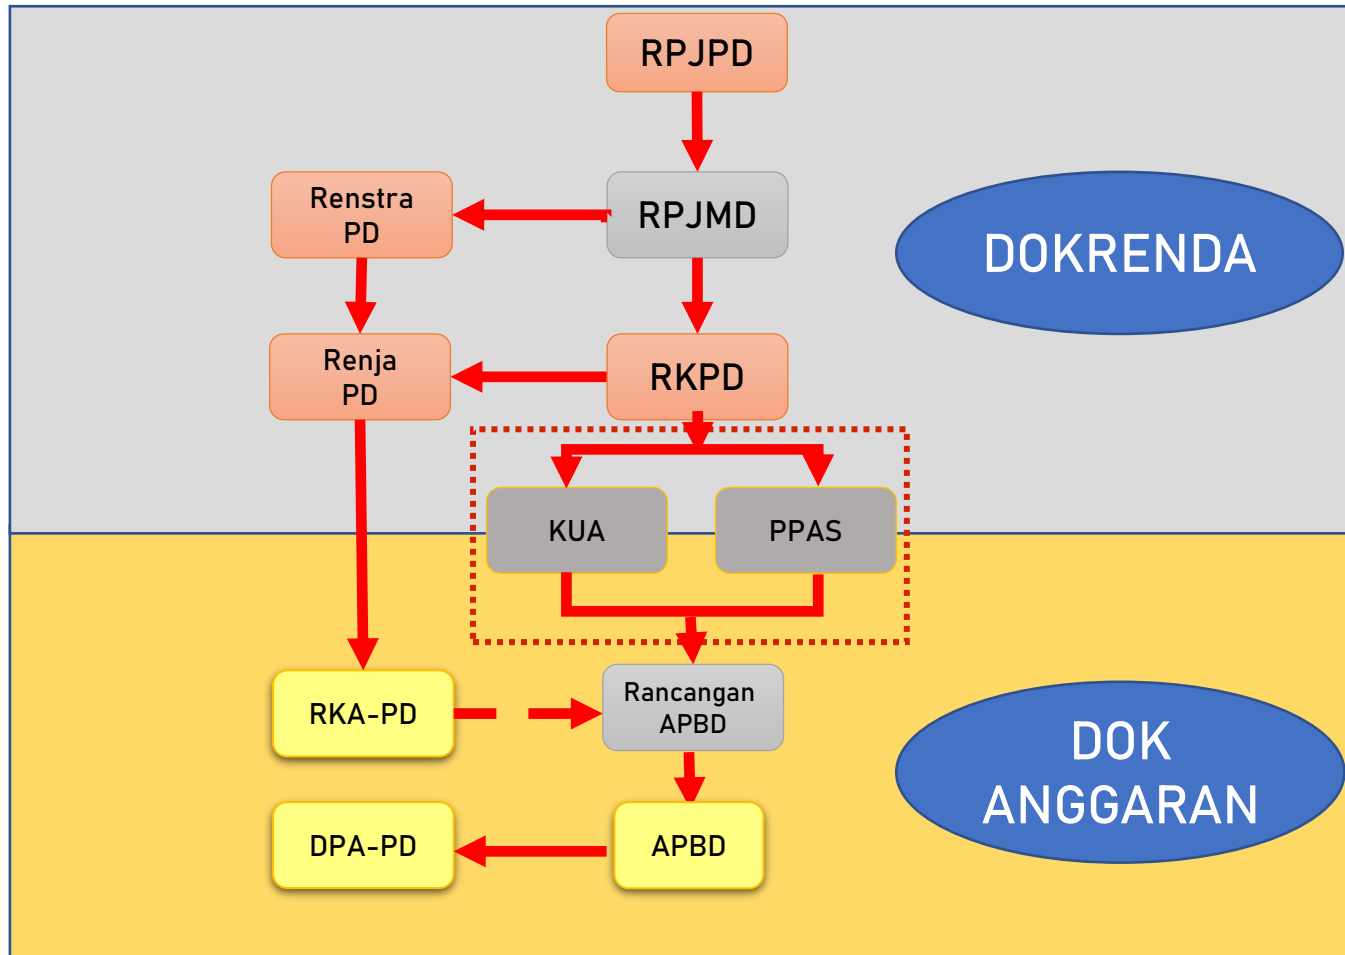 RPJPD
Renstra
PD
RPJMD
DOKRENDA
Renja
PD
RKPD
KUA
PPAS
RKA-PD
Rancangan
APBD
DOK
ANGGARAN
DPA-PD
APBD